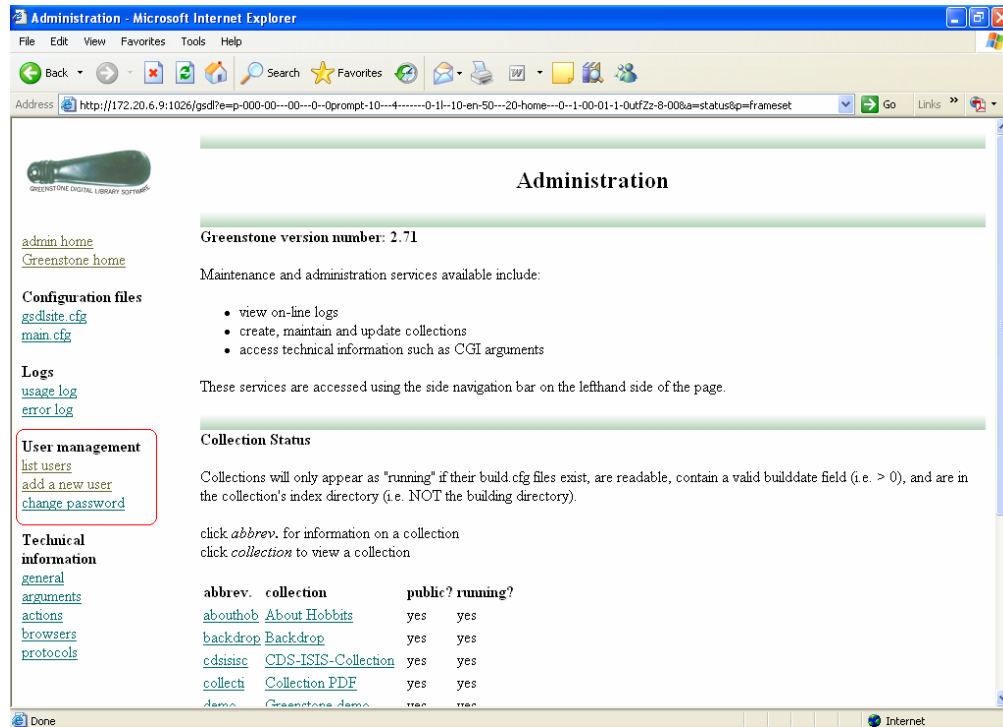 Administration - Microsoft Internet Explorer
File Edit View Favorites Tools Help
Back Search Favorites
Address http://172.20.6.9:1026/gsdl?e=p-000-00---00---0--0prompt-10---4-------0-1l--10-en-50---20-home---0--1-00-01-1-0utfZz-8-00&a=status&p=frameset Go Links »
GREENSTONE DIGITAL LIBRARY SOFTWARE
Administration
admin home
Greenstone home
Configuration files
gsdlsite.cfg
main.cfg
Logs
usage log
error log
User management
list users
add a new user
change password
Technical
information
general
arguments
actions
browsers
protocols
Greenstone version number: 2.71
Maintenance and administration services available include:
• view on-line logs
• create, maintain and update collections
• access technical information such as CGI arguments
These services are accessed using the side navigation bar on the lefthand side of the page.
Collection Status
Collections will only appear as "running" if their build.cfg files exist, are readable, contain a valid builddate field (i.e. > 0), and are in
the collection's index directory (i.e. NOT the building directory).
click abbrev. for information on a collection
click collection to view a collection
abbrev. collection public? running?
abouthob About Hobbits yes yes
backdrop Backdrop yes yes
cdsisisc CDS-ISIS-Collection yes yes
collecti Collection PDF yes yes
demo Greenstone demo yes yes
Done Internet